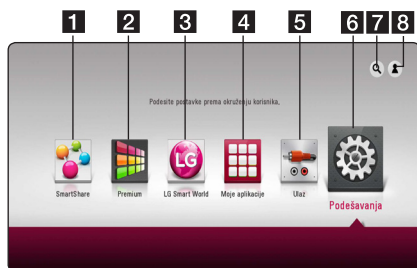 1 2 3 4 5 6 7 8
Podesite postavke prema okruženju korisnika.
LG
SmartShare Premium LG Smart World Moje aplikacije Ulaz Podešavanja